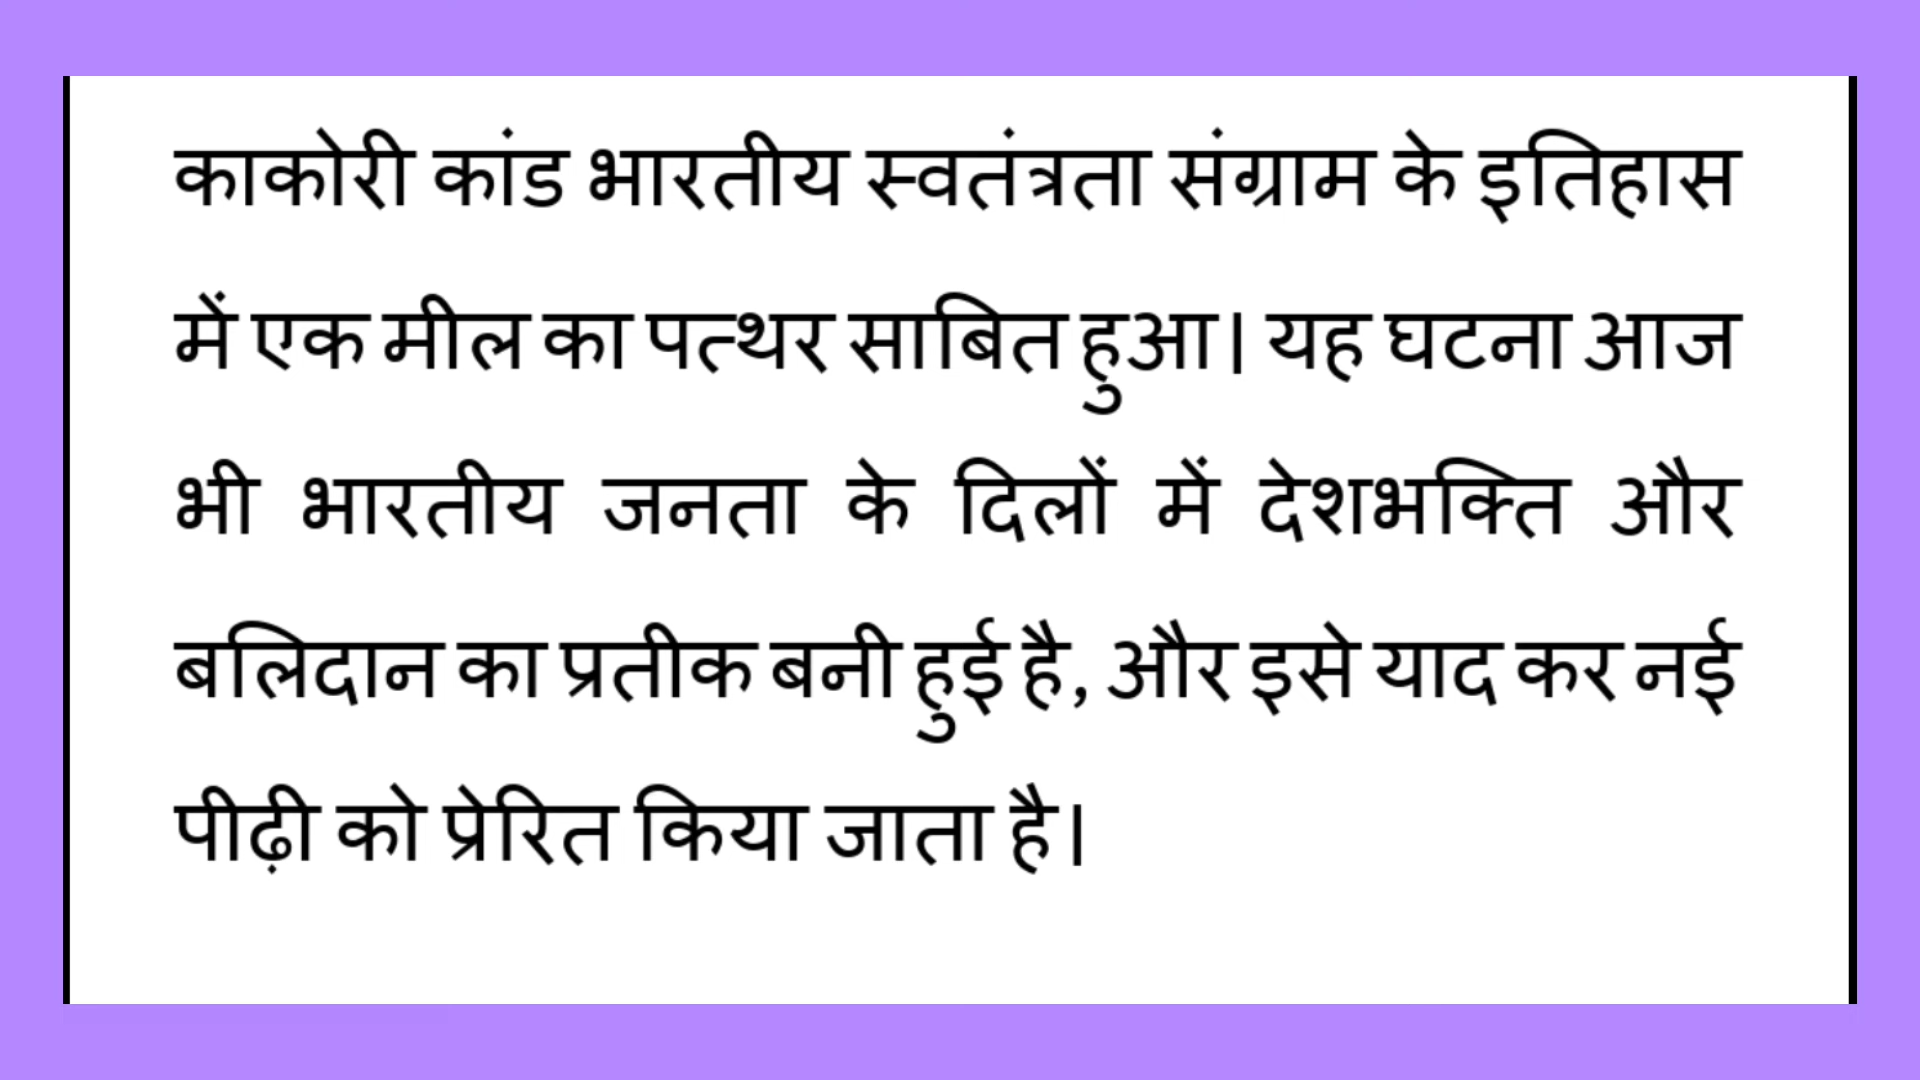 काकोरी कांड भारतीय स्वतंत्रता संग्राम के इतिहास
में एक मील का पत्थर साबित हुआ। यह घटना आज
भी भारतीय जनता के दिलों में देशभक्ति और
बलिदान का प्रतीक बनी हुई है, और इसे याद कर नई
पीढ़ी को प्रेरित किया जाता है।